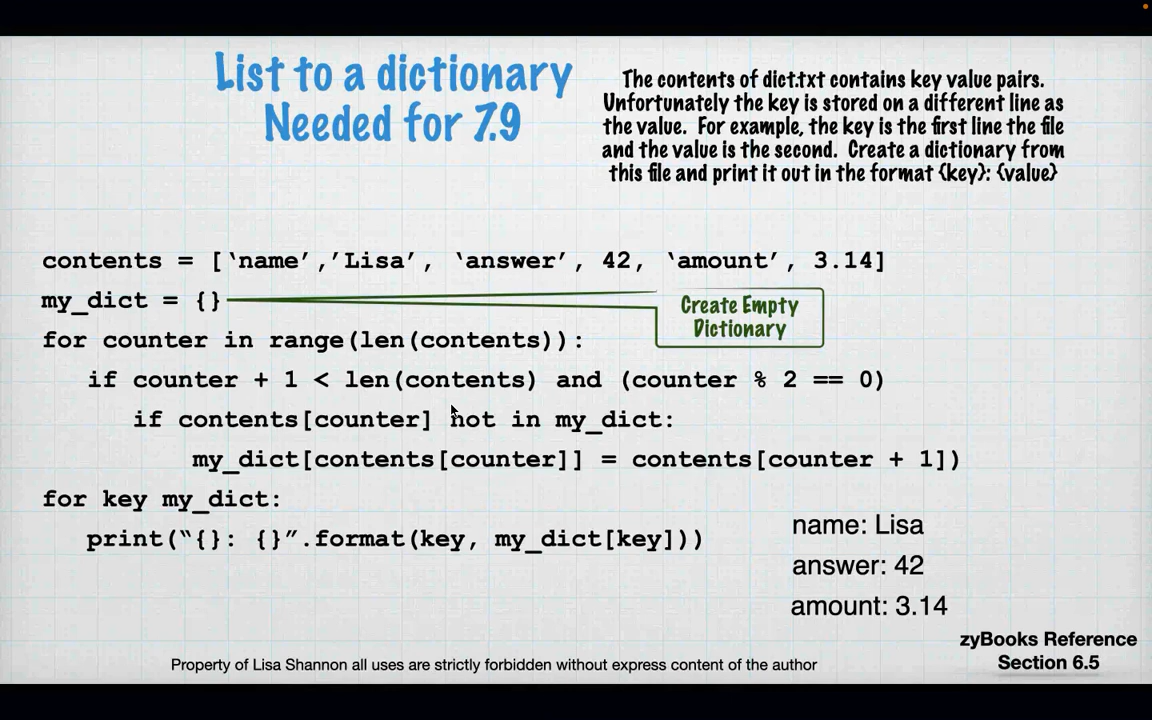 List to a dictionary
Needed for 7.9
The contents of dict.txt contains key value pairs.
Unfortunately the key is stored on a different line as
the value. For example, the key is the first line the file
and the value is the second. Create a dictionary from
this file and print it out in the format {key}: {value}
contents = [‘name’,’Lisa’, ‘answer’, 42, ‘amount’, 3.14]
my_dict = {}
Create Empty
Dictionary
for counter in range(len(contents)):
if counter + 1 < len(contents) and (counter % 2 == 0)
if contents[counter] not in my_dict:
my_dict[contents[counter]] = contents[counter + 1])
for key my_dict:
print(“{}: {}”.format(key, my_dict[key]))
name: Lisa
answer: 42
amount: 3.14
zyBooks Reference
Section 6.5
Property of Lisa Shannon all uses are strictly forbidden without express content of the author